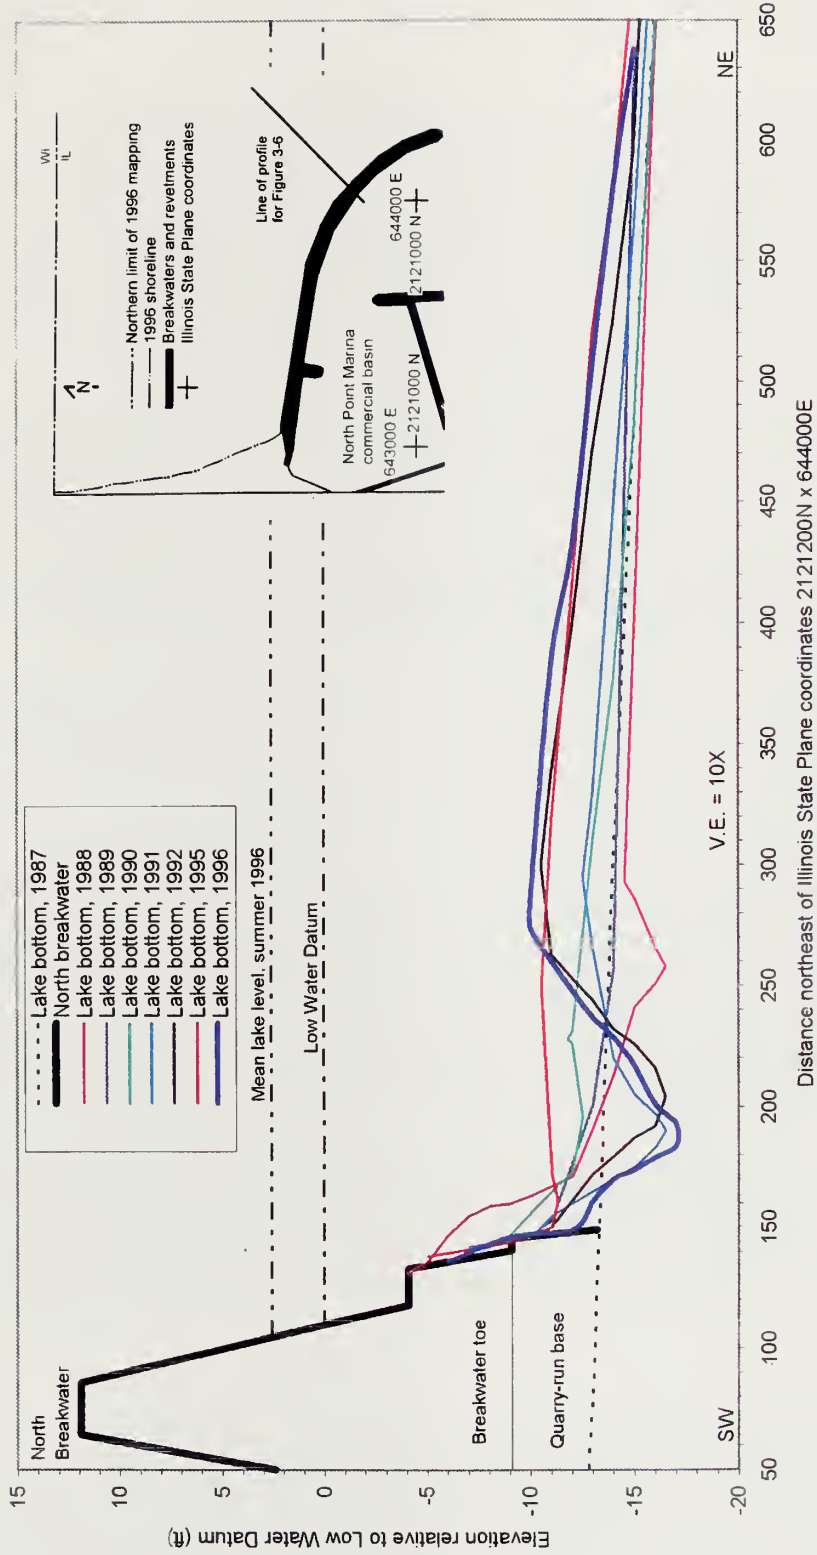 15
10
5
0
-5
-10
-15
-20
Elevation relative to Low Water Datum (ft)
North
Breakwater
Lake bottom, 1987
North breakwater
Lake bottom, 1988
Lake bottom, 1989
Lake bottom, 1990
Lake bottom, 1991
Lake bottom, 1992
Lake bottom, 1995
Lake bottom, 1996
Mean lake level, summer 1996
Low Water Datum
WI
IL
N
Northern limit of 1996 mapping
1996 shoreline
Breakwaters and revetments
Illinois State Plane coordinates
Line of profile
for Figure 3-6
North Point Marina
commercial basin
643000 E
2121000 N
644000 E
2121000 N
Breakwater toe
Quarry-run base
SW
V.E. = 10X
NE
50
100
150
200
250
300
350
400
450
500
550
600
650
Distance northeast of Illinois State Plane coordinates 2121200N x 644000E